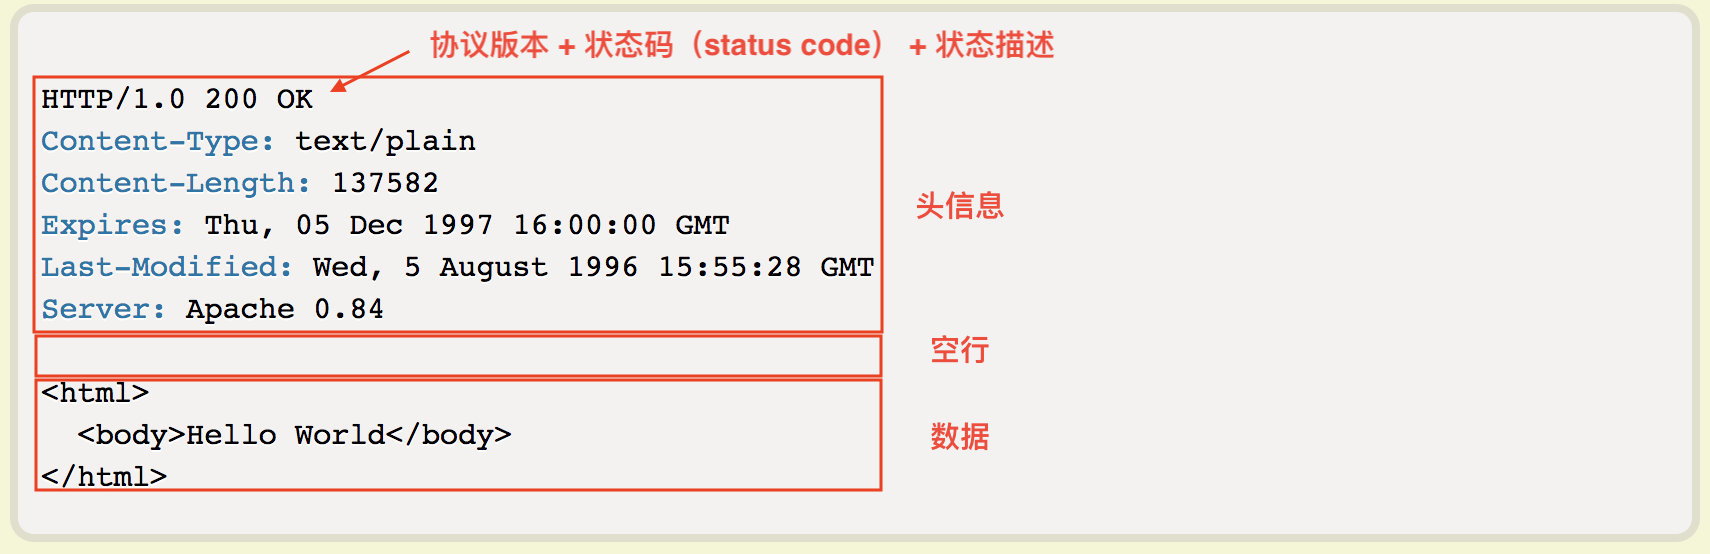 协议版本 + 状态码（status code） + 状态描述
HTTP/1.0 200 OK
Content-Type: text/plain
Content-Length: 137582
头信息
Expires: Thu, 05 Dec 1997 16:00:00 GMT
Last-Modified: Wed, 5 August 1996 15:55:28 GMT
Server: Apache 0.84
空行
<html>
<body>Hello World</body>
数据
</html>